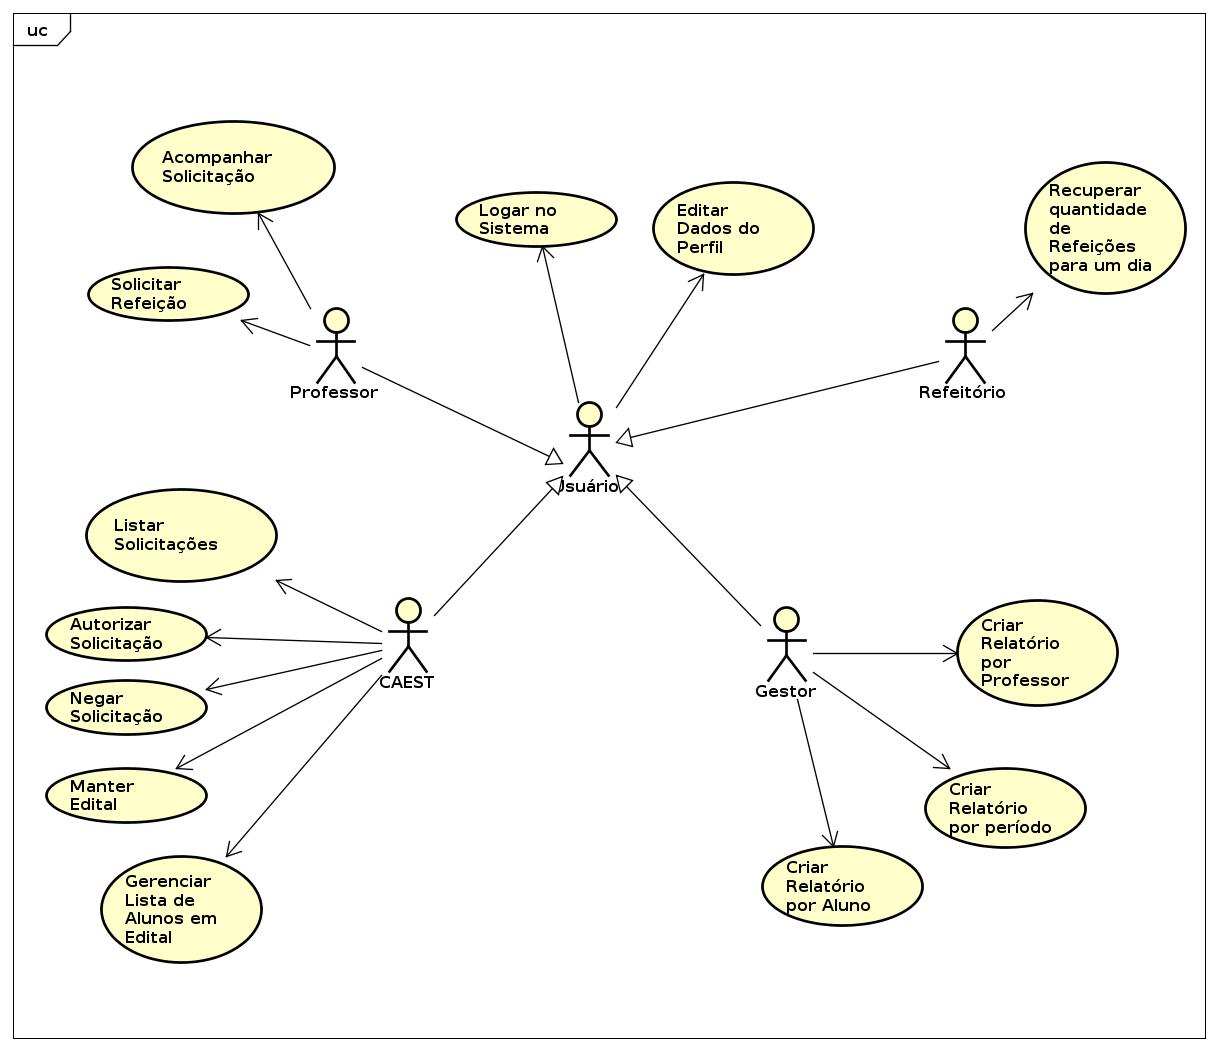 uc
Acompanhar
Solicitação
Logar no
Sistema
Editar
Dados do
Perfil
Recuperar
quantidade
de
Refeições
para um dia
Solicitar
Refeição
Professor
Refeitório
Usuário
Listar
Solicitações
Autorizar
Solicitação
Negar
Solicitação
Manter
Edital
Gerenciar
Lista de
Alunos em
Edital
CAEST
Gestor
Criar
Relatório
por
Professor
Criar
Relatório
por período
Criar
Relatório
por Aluno